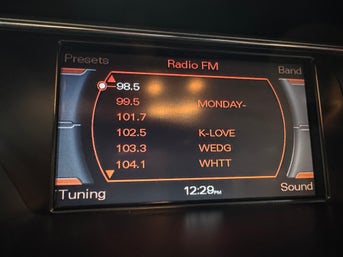 Presets Radio FM Band
98.5
99.5 MONDAY-
101.7
102.5 K-LOVE
103.3 WEDG
104.1 WHTT
Tuning 12:29PM Sound